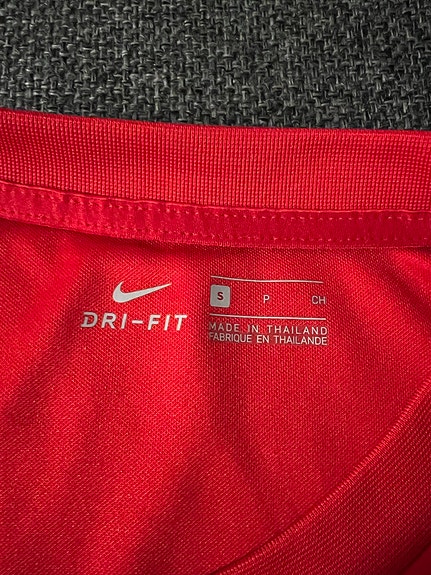 DRI-FIT
S P CH
MADE IN THAILAND
FABRIQUE EN THAILANDE